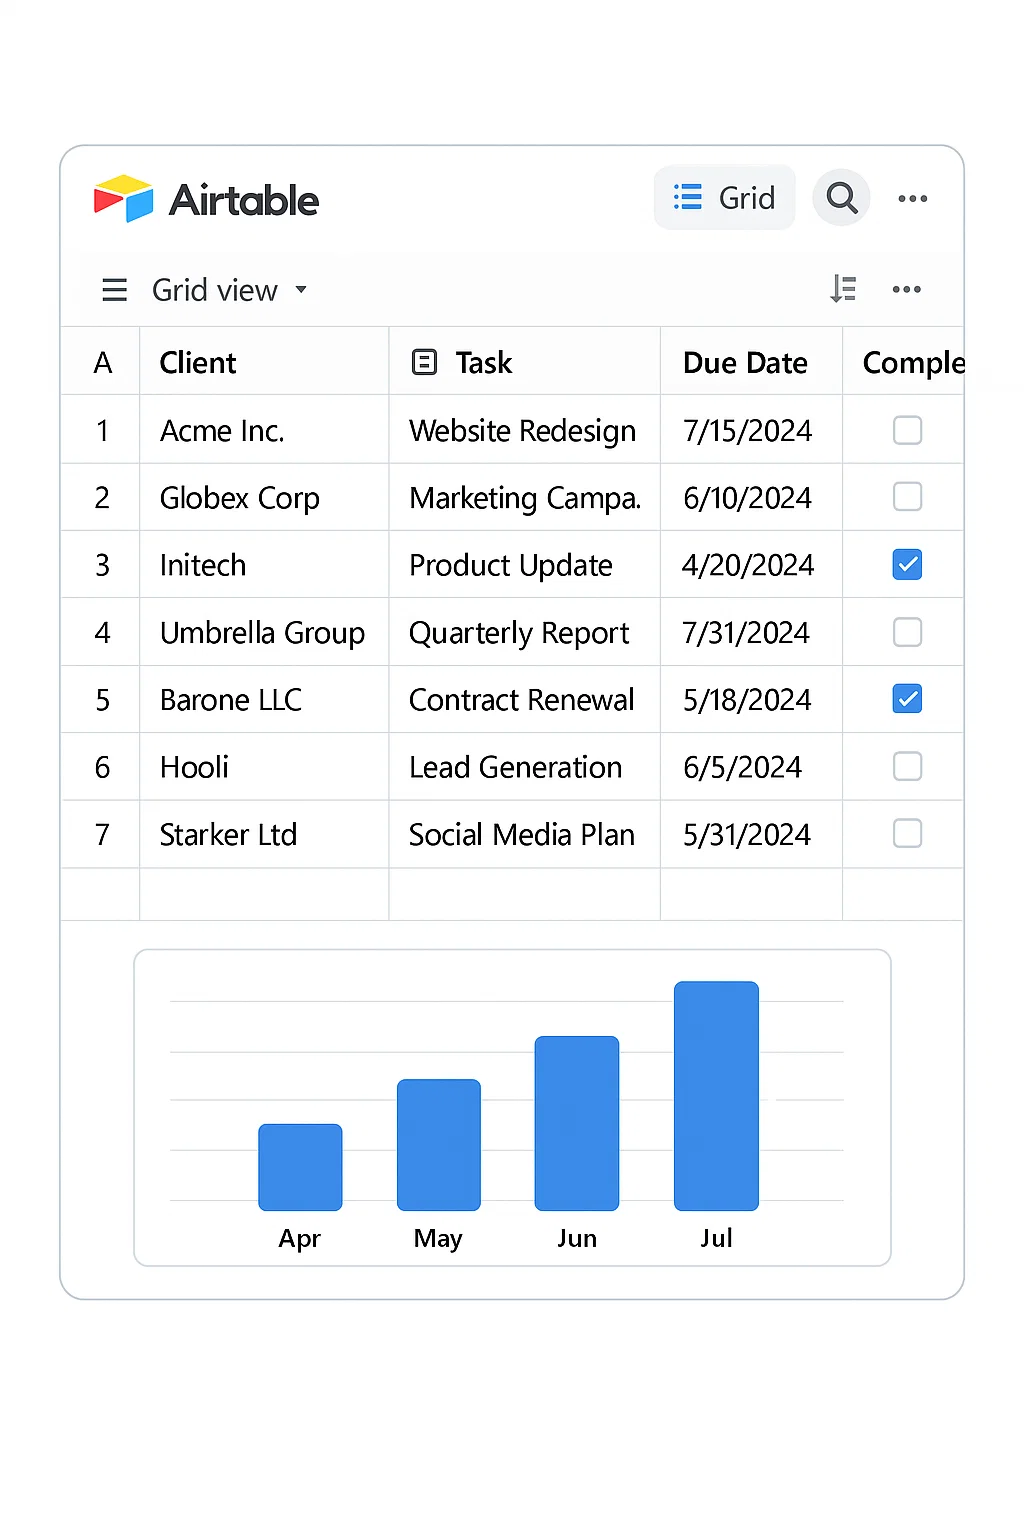 Airtable Grid
Grid view
A Client Task Due Date Comple
1 Acme Inc. Website Redesign 7/15/2024
2 Globex Corp Marketing Campa. 6/10/2024
3 Initech Product Update 4/20/2024
4 Umbrella Group Quarterly Report 7/31/2024
5 Barone LLC Contract Renewal 5/18/2024
6 Hooli Lead Generation 6/5/2024
7 Starker Ltd Social Media Plan 5/31/2024
Apr May Jun Jul